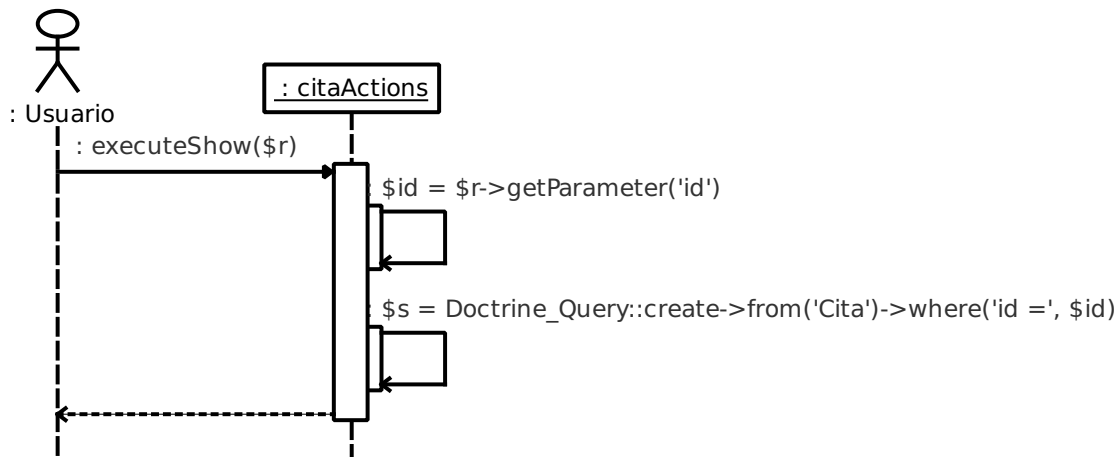 : citaActions
: Usuario
: executeShow($r)
: $id = $r->getParameter('id')
: $s = Doctrine_Query::create->from('Cita')->where('id =', $id)